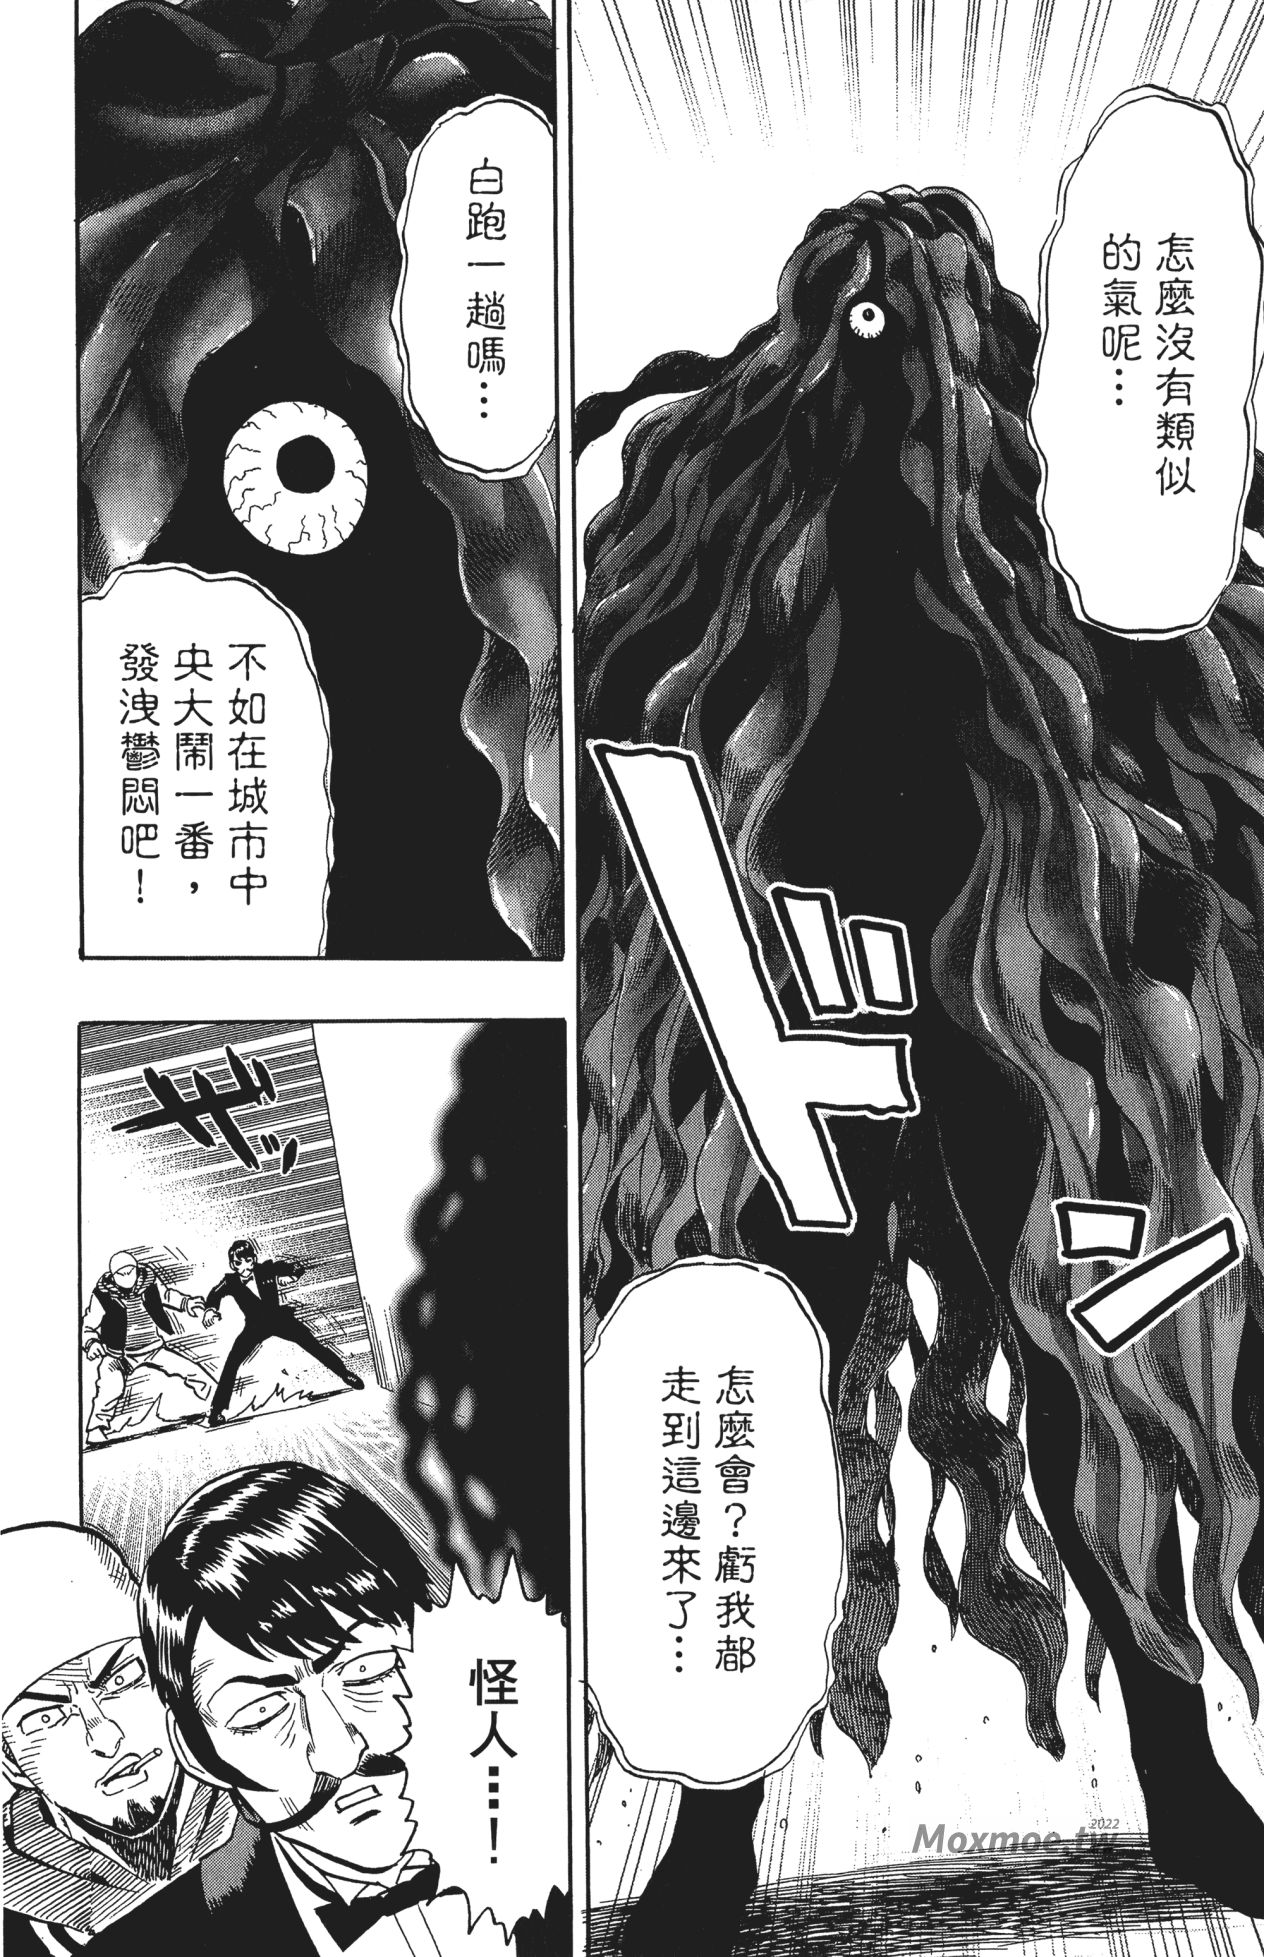 怎麼沒有類似
的氣呢…
ドドン
怎麼會？虧我都
走到這邊來了…
白跑一趟嗎…
不如在城市中
央大鬧一番，
發洩鬱悶吧！
ザッ
怪人…！
2022
Moxmoe.tw